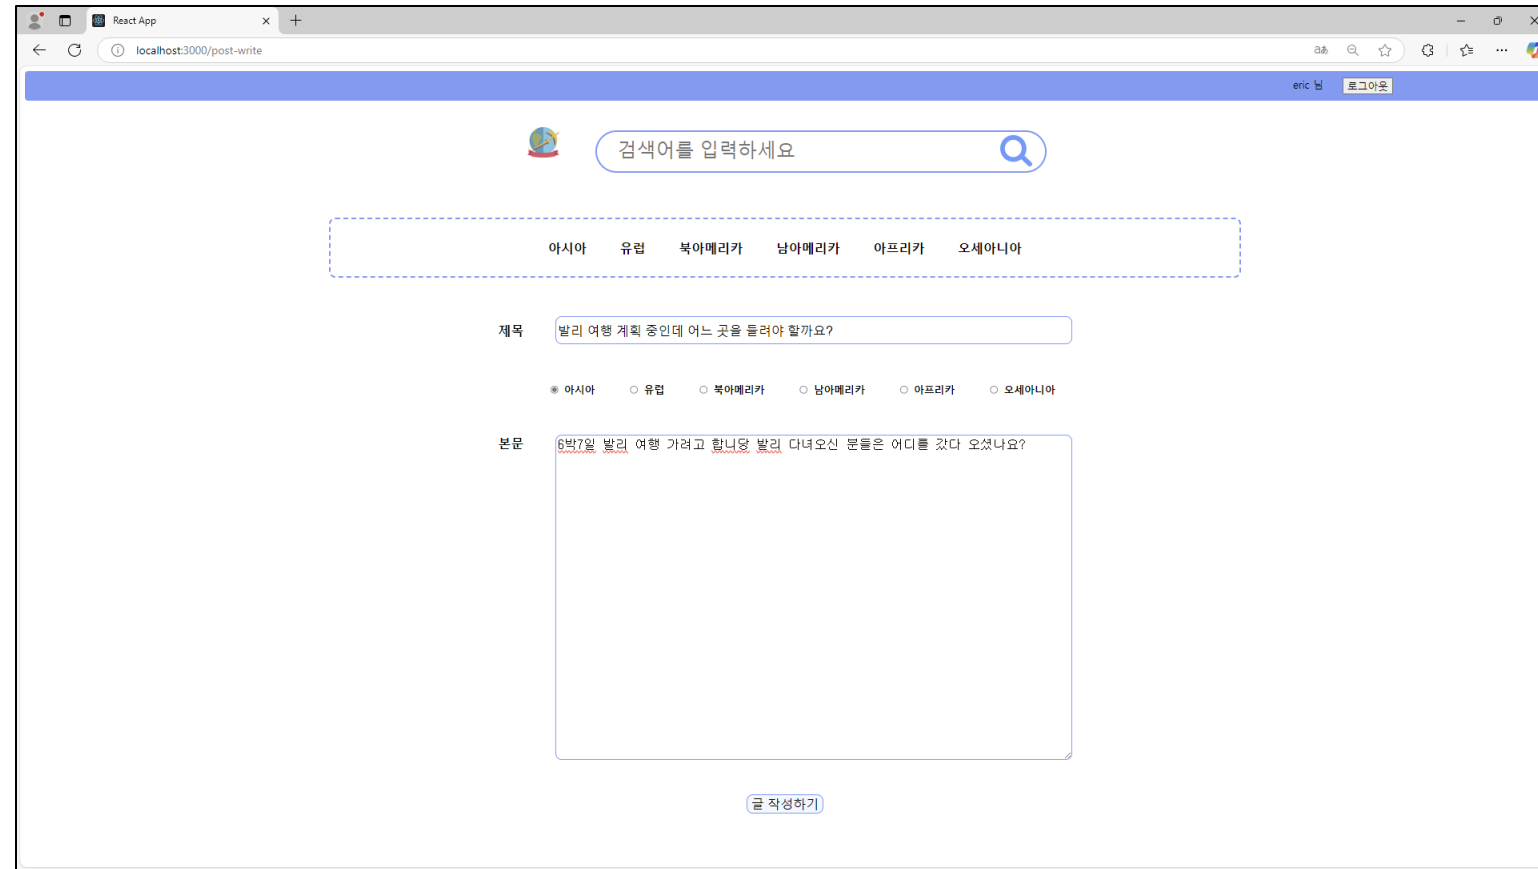 React App
localhost:3000/post-write
eric 님 로그아웃
검색어를 입력하세요
아시아 유럽 북아메리카 남아메리카 아프리카 오세아니아
제목 발리 여행 계획 중인데 어느 곳을 들려야 할까요?
아시아 유럽 북아메리카 남아메리카 아프리카 오세아니아
본문 6박7일 발리 여행 가려고 합니당 발리 다녀오신 분들은 어디를 갔다 오셨나요?
글 작성하기